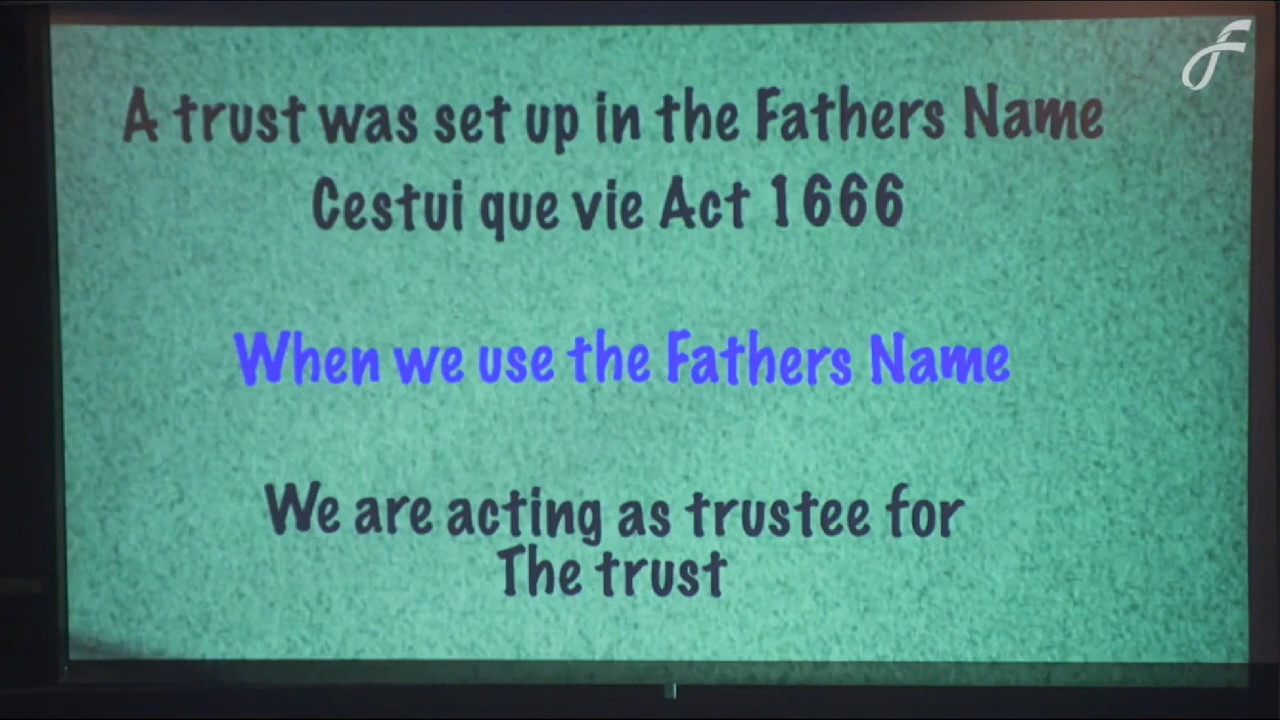 A trust was set up in the Fathers Name
Cestui que vie Act 1666
When we use the Fathers Name
We are acting as trustee for
The trust